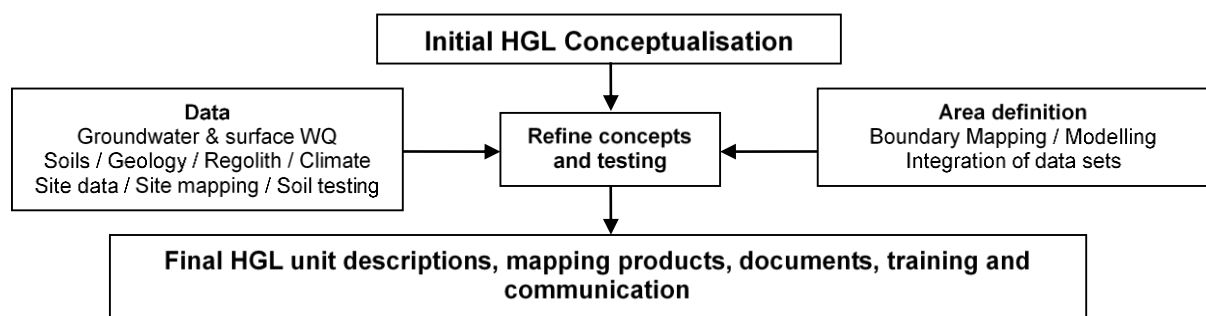 Initial HGL Conceptualisation
Data
Groundwater & surface WQ
Soils / Geology / Regolith / Climate
Site data / Site mapping / Soil testing
Refine concepts
and testing
Area definition
Boundary Mapping / Modelling
Integration of data sets
Final HGL unit descriptions, mapping products, documents, training and
communication